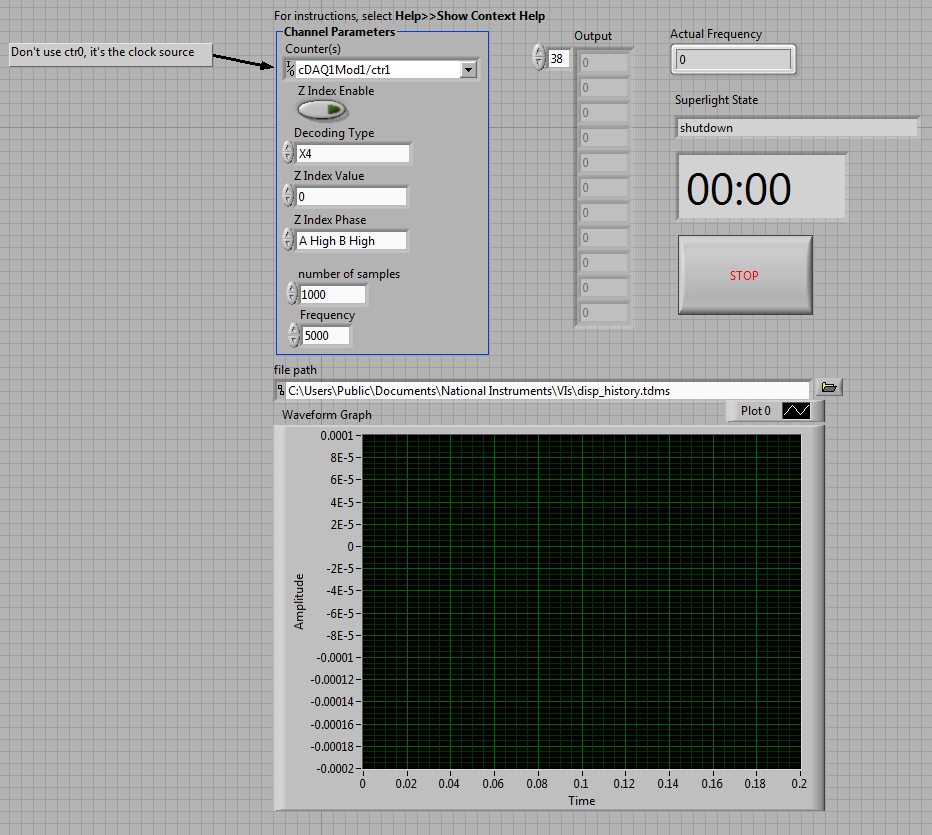 For instructions, select Help>>Show Context Help
Don't use ctr0, it's the clock source
Channel Parameters
Counter(s)
cDAQ1Mod1/ctr1
Z Index Enable
Decoding Type
X4
Z Index Value
0
Z Index Phase
A High B High
number of samples
1000
Frequency
5000
38
Output
0
0
0
0
0
0
0
0
0
0
0
Actual Frequency
0
Superlight State
shutdown
00:00
STOP
file path
C:\Users\Public\Documents\National Instruments\VIs\disp_history.tdms
Waveform Graph
Plot 0
Amplitude
0.0001
8E-5
6E-5
4E-5
2E-5
0
-2E-5
-4E-5
-6E-5
-8E-5
-0.0001
-0.00012
-0.00014
-0.00016
-0.00018
-0.0002
0 0.02 0.04 0.06 0.08 0.1 0.12 0.14 0.16 0.18 0.2
Time